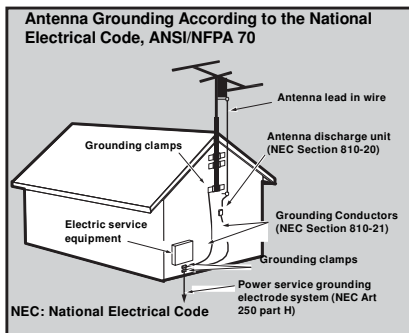 Antenna Grounding According to the National
Electrical Code, ANSI/NFPA 70
Antenna lead in wire
Grounding clamps
Antenna discharge unit
(NEC Section 810-20)
Electric service
equipment
Grounding Conductors
(NEC Section 810-21)
Grounding clamps
Power service grounding
electrode system (NEC Art
250 part H)
NEC: National Electrical Code